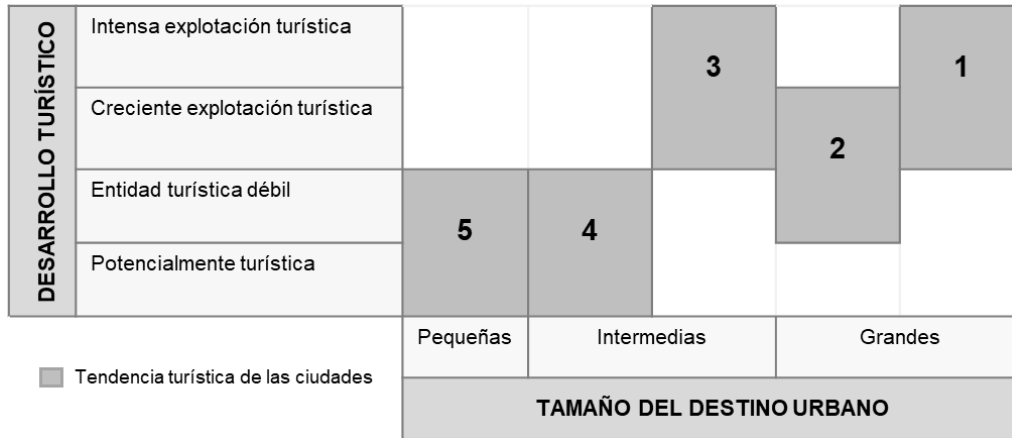 DESARROLLO TURÍSTICO
Intensa explotación turística
3
1
Creciente explotación turística
2
Entidad turística débil
5
4
Potencialmente turística
Pequeñas
Intermedias
Grandes
Tendencia turística de las ciudades
TAMAÑO DEL DESTINO URBANO